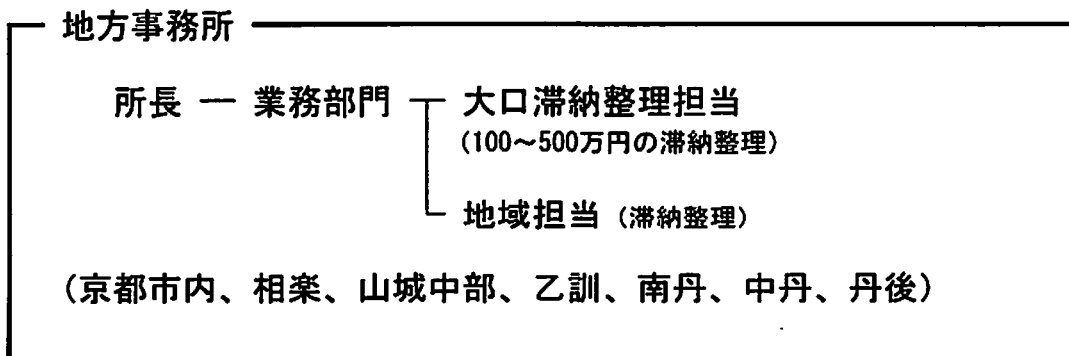 地方事務所
所長 ― 業務部門 大口滞納整理担当
(100～500万円の滞納整理)
地域担当 (滞納整理)
(京都市内、相楽、山城中部、乙訓、南丹、中丹、丹後)